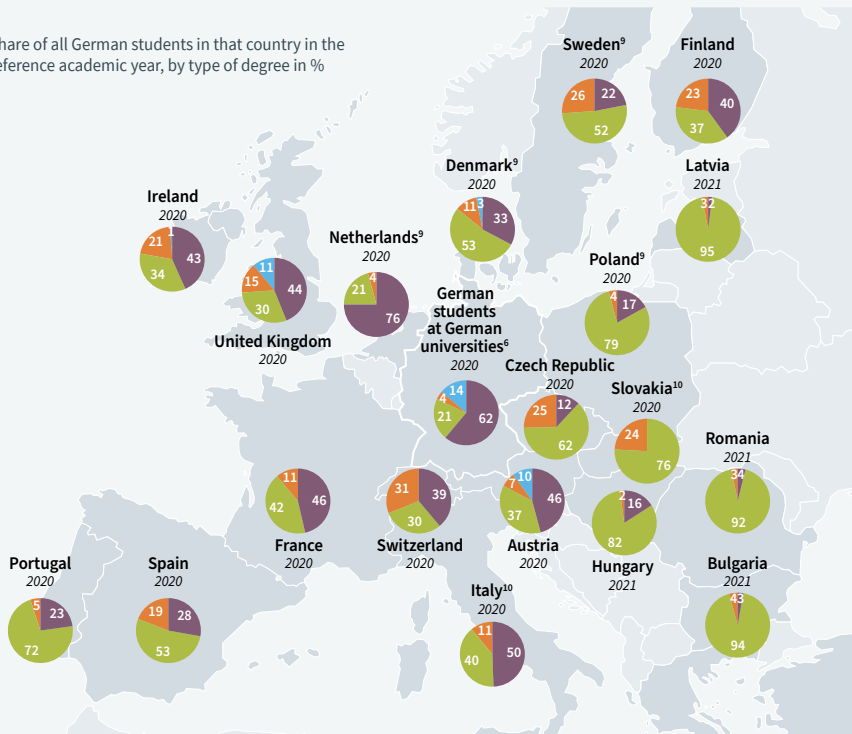 hare of all German students in that country in the
eference academic year, by type of degree in %
Sweden⁹
2020
26 22
52
Finland
2020
23 40
37
Denmark⁹
2020
11 3 33
53
Latvia
2021
3 2
95
Ireland
2020
1
21 43
34
Netherlands⁹
2020
4
21
76
11
15 44
30
United Kingdom
2020
Poland⁹
2020
4 17
79
German
students
at German
universities⁶
2020
14
4 62
21
Czech Republic
2020
25 12
62
Slovakia¹⁰
2020
24
76
Romania
2021
3 4
92
11
46
42
France
2020
31 39
30
Switzerland
2020
10
7 46
37
Austria
2020
2 16
82
Hungary
2021
Portugal
2020
5 23
72
Spain
2020
19 28
53
Italy¹⁰
2020
11
40 50
Bulgaria
2021
4 3
94